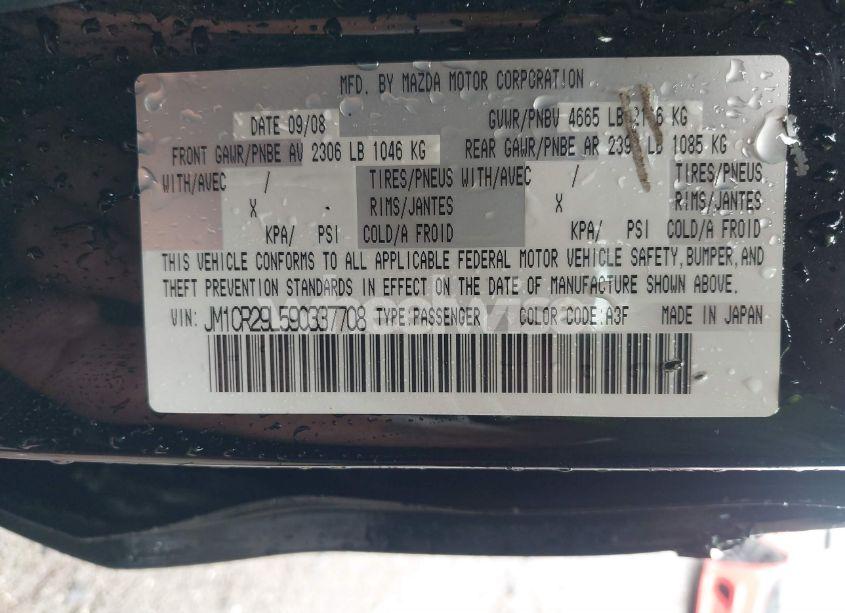 MFD. BY MAZDA MOTOR CORPORATION
DATE 09/08 GVWR/PNBV 4665 LB KG
FRONT GAWR/PNBE AV 2306 LB 1046 KG REAR GAWR/PNBE AR LB 1085 KG
WITH/AVEC / TIRES/PNEUS WITH/AVEC / TIRES/PNEUS
X RIMS/JANTES X RIMS/JANTES
KPA/ PSI COLD/A FROID KPA/ PSI COLD/A FROID
THIS VEHICLE CONFORMS TO ALL APPLICABLE FEDERAL MOTOR VEHICLE SAFETY, BUMPER, AND
THEFT PREVENTION STANDARDS IN EFFECT ON THE DATE OF MANUFACTURE SHOWN ABOVE.
VIN: JM1CR29L590337708 TYPE:PASSENGER COLOR CODE:A3F MADE IN JAPAN